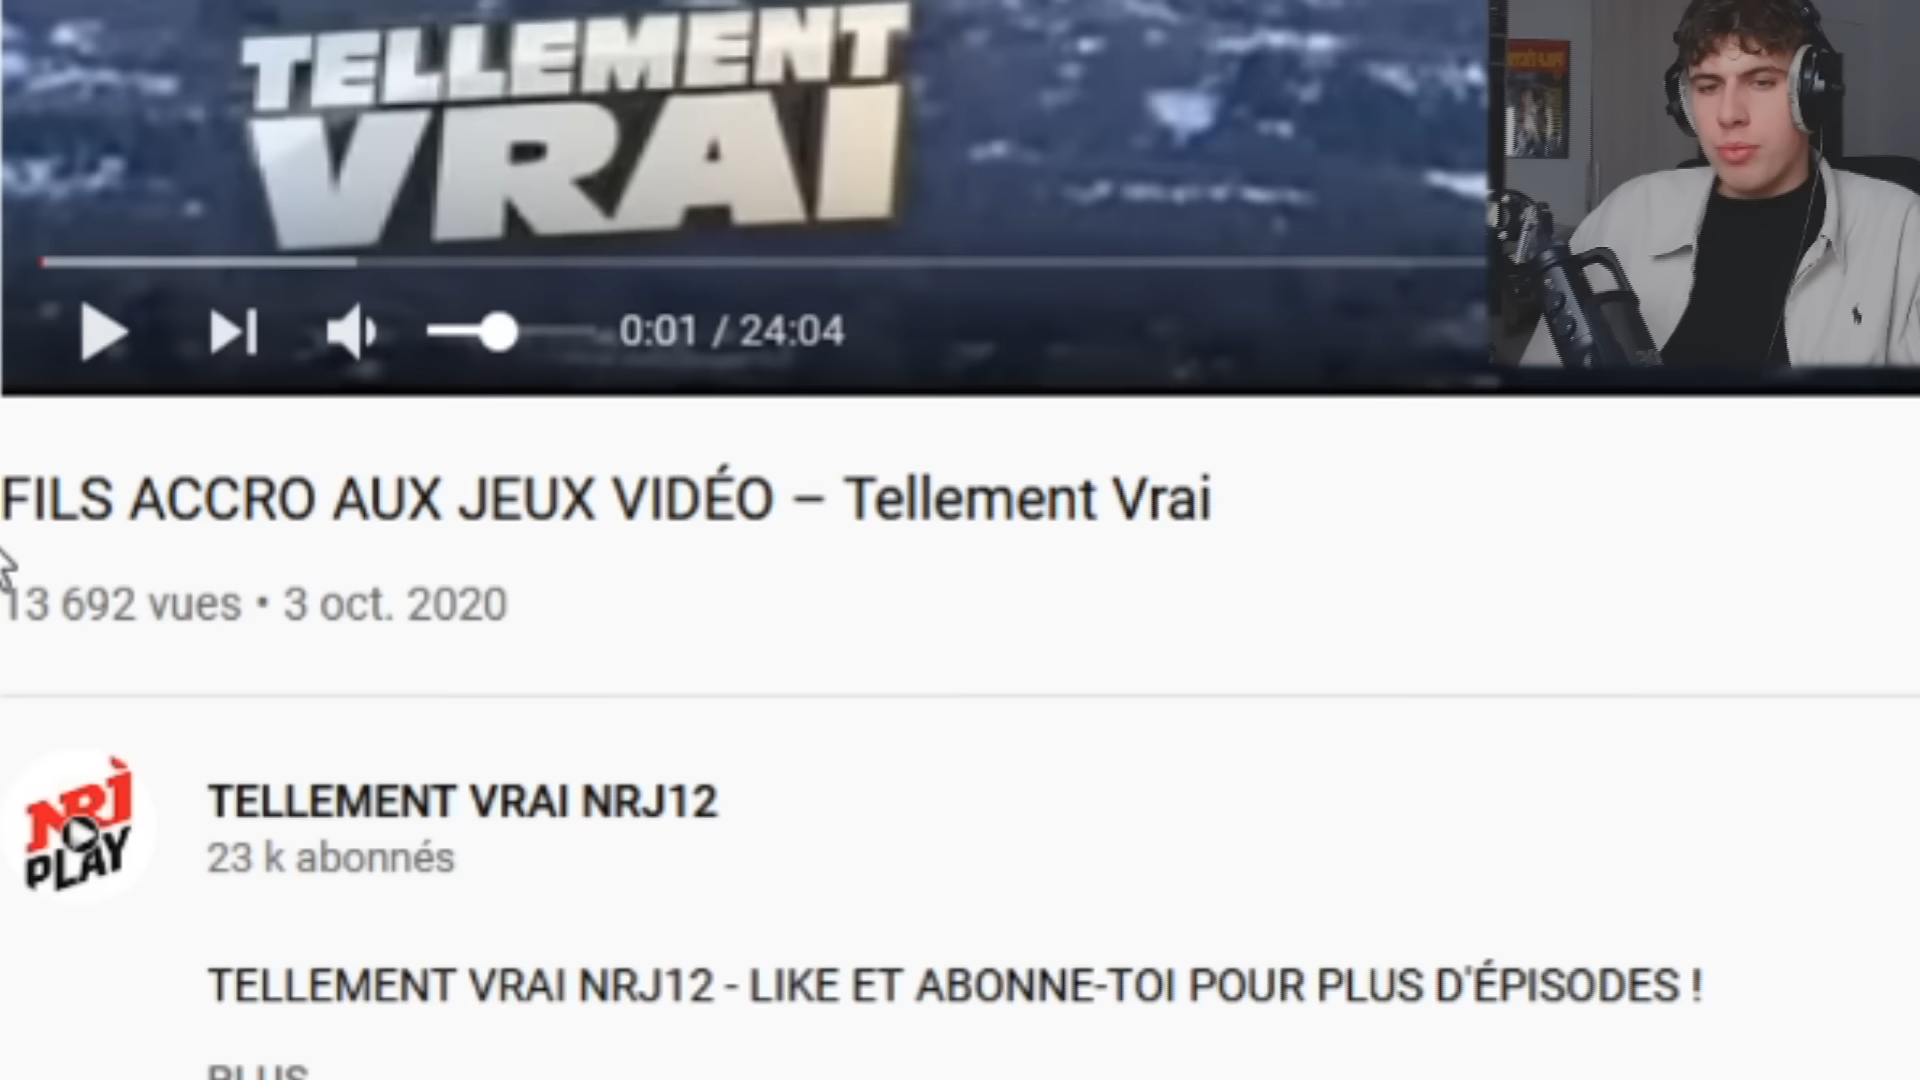 TELLEMENT
VRAI
0:01 / 24:04
FILS ACCRO AUX JEUX VIDÉO – Tellement Vrai
13 692 vues • 3 oct. 2020
NRJ
PLAY
TELLEMENT VRAI NRJ12
23 k abonnés
TELLEMENT VRAI NRJ12 - LIKE ET ABONNE-TOI POUR PLUS D'ÉPISODES !
PLUS